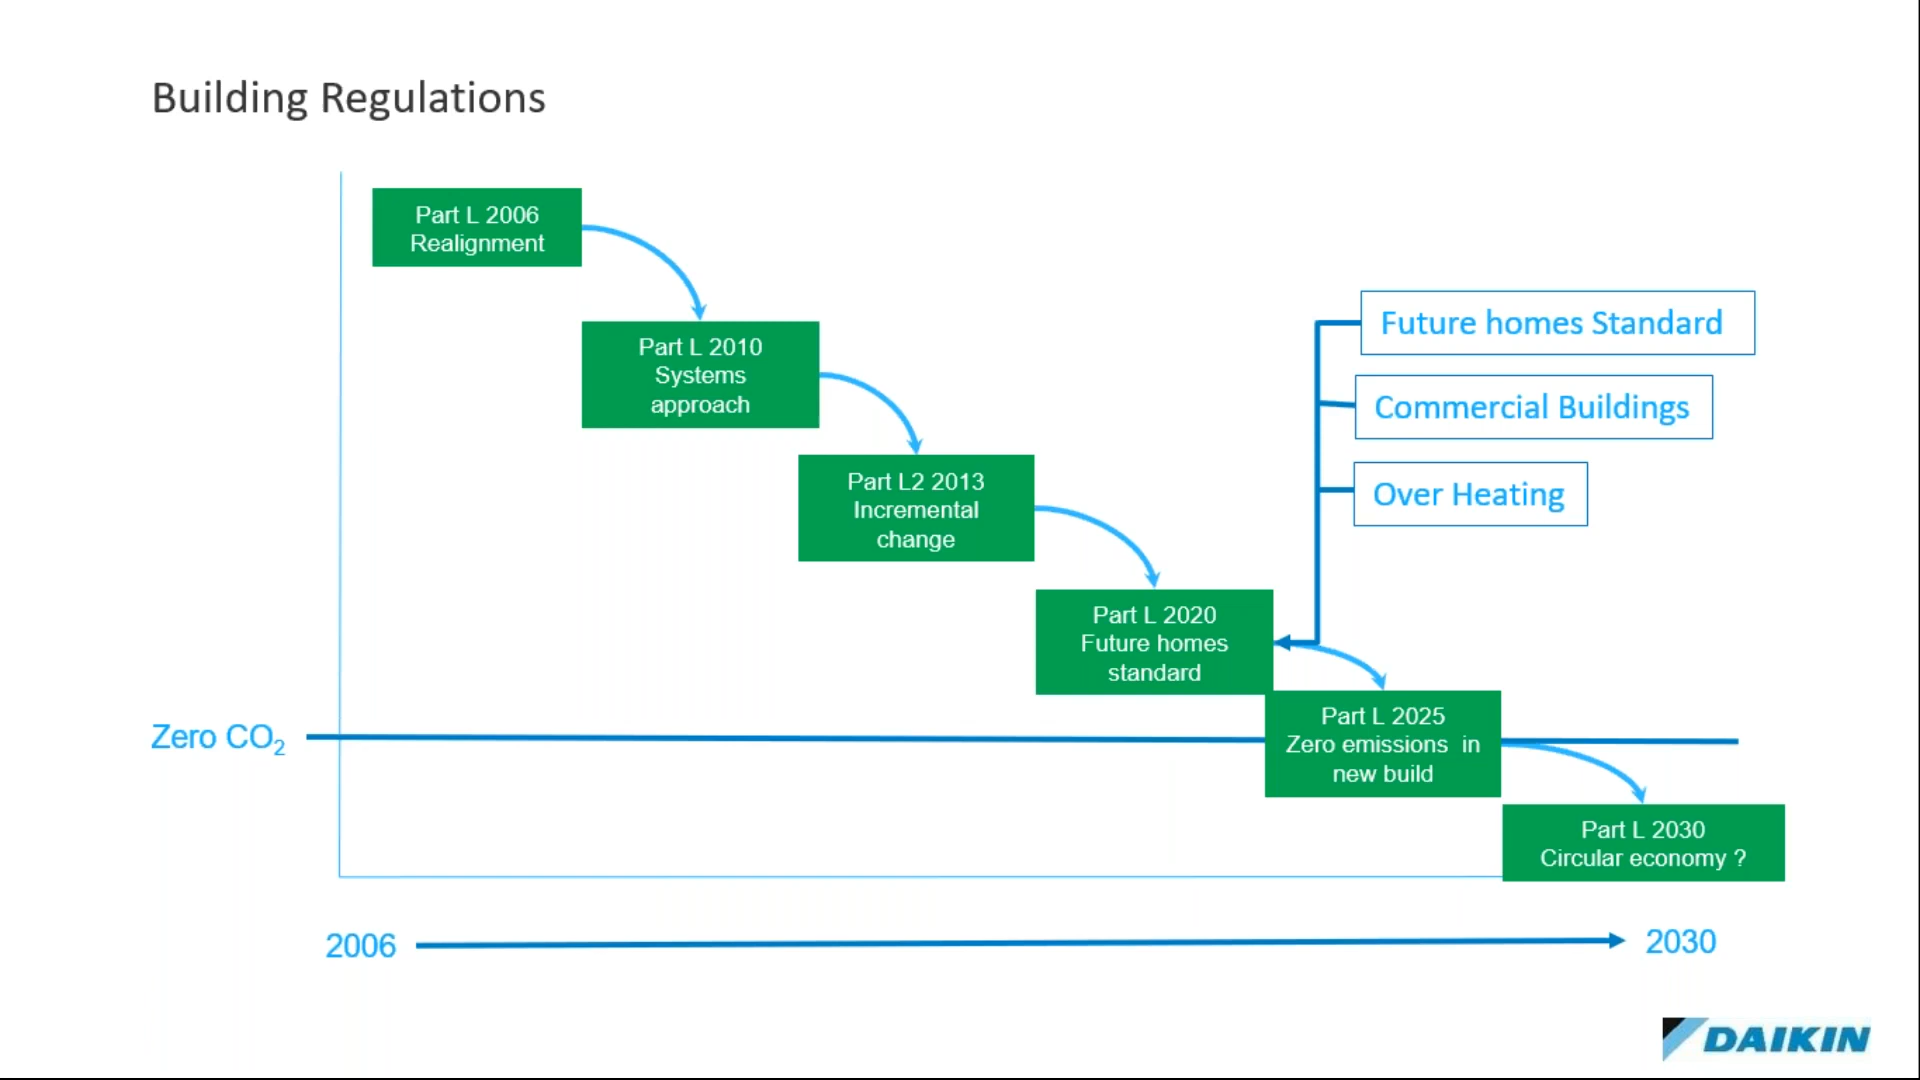 Building Regulations
Part L 2006
Realignment
Part L 2010
Systems
approach
Part L2 2013
Incremental
change
Part L 2020
Future homes
standard
Future homes Standard
Commercial Buildings
Over Heating
Part L 2025
Zero emissions in
new build
Zero CO₂
Part L 2030
Circular economy ?
2006
2030
DAIKIN